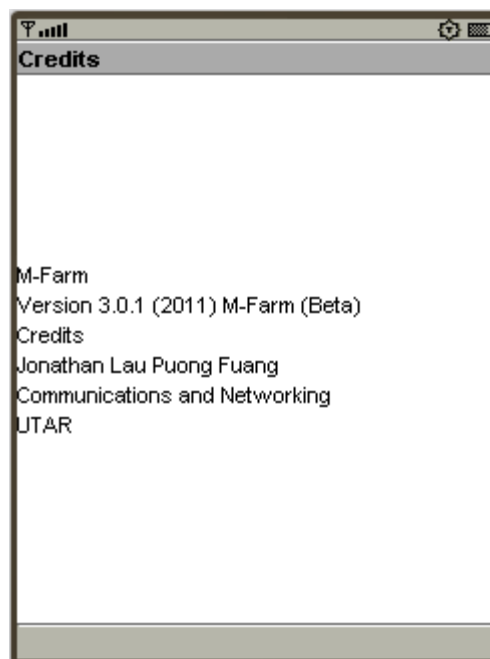 Credits
M-Farm
Version 3.0.1 (2011) M-Farm (Beta)
Credits
Jonathan Lau Puong Fuang
Communications and Networking
UTAR